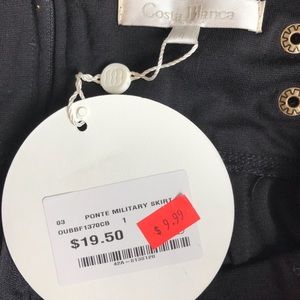 Costa Blanca
03 PONTE MILITARY SKIRT
OUBBF1370CB 1
$19.50
$9.99